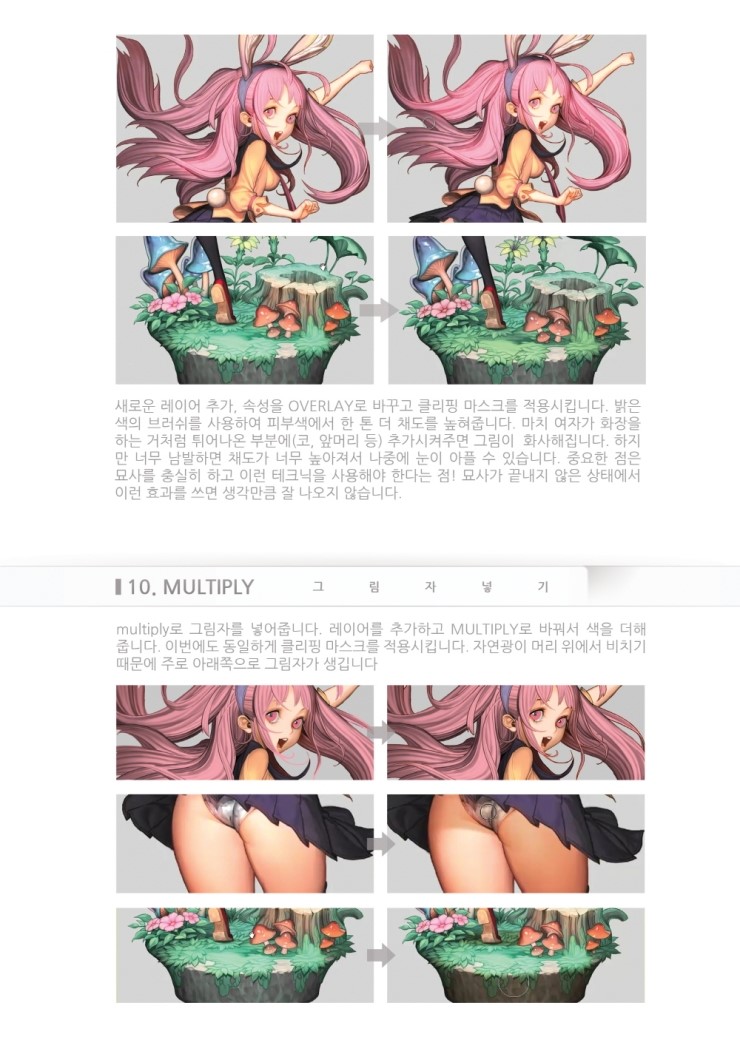 새로운 레이어 추가, 속성을 OVERLAY로 바꾸고 클리핑 마스크를 적용시킵니다. 밝은
색의 브러쉬를 사용하여 피부색에서 한 톤 더 채도를 높혀줍니다. 마치 여자가 화장을
하는 거처럼 튀어나온 부분에(코, 앞머리 등) 추가시켜주면 그림이 화사해집니다. 하지
만 너무 남발하면 채도가 너무 높아져서 나중에 눈이 아플 수 있습니다. 중요한 점은
묘사를 충실히 하고 이런 테크닉을 사용해야 한다는 점! 묘사가 끝내지 않은 상태에서
이런 효과를 쓰면 생각만큼 잘 나오지 않습니다.
10. MULTIPLY 그 림 자 넣 기
multiply로 그림자를 넣어줍니다. 레이어를 추가하고 MULTIPLY로 바꿔서 색을 더해
줍니다. 이번에도 동일하게 클리핑 마스크를 적용시킵니다. 자연광이 머리 위에서 비치기
때문에 주로 아래쪽으로 그림자가 생깁니다